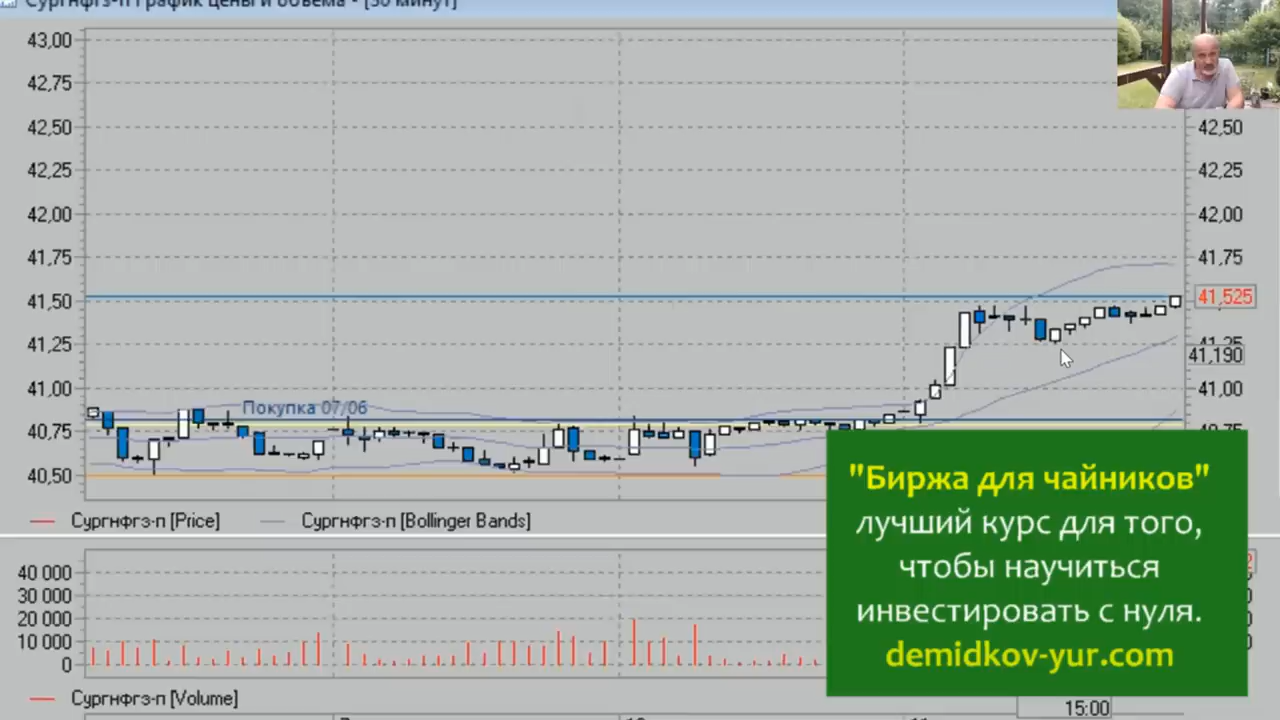 Сургнфгз-п График цены и объема - [30 минут]
43,00
42,75
42,50
42,25
42,00
41,75
41,50
41,25
41,00
40,75
40,50
42,50
42,25
42,00
41,75
41,525
41,25
41,190
41,00
40,75
Покупка 07/06
Сургнфгз-п [Price]
Сургнфгз-п [Bollinger Bands]
40 000
30 000
20 000
10 000
0
Сургнфгз-п [Volume]
"Биржа для чайников"
лучший курс для того,
чтобы научиться
инвестировать с нуля.
demidkov-yur.com
15:00